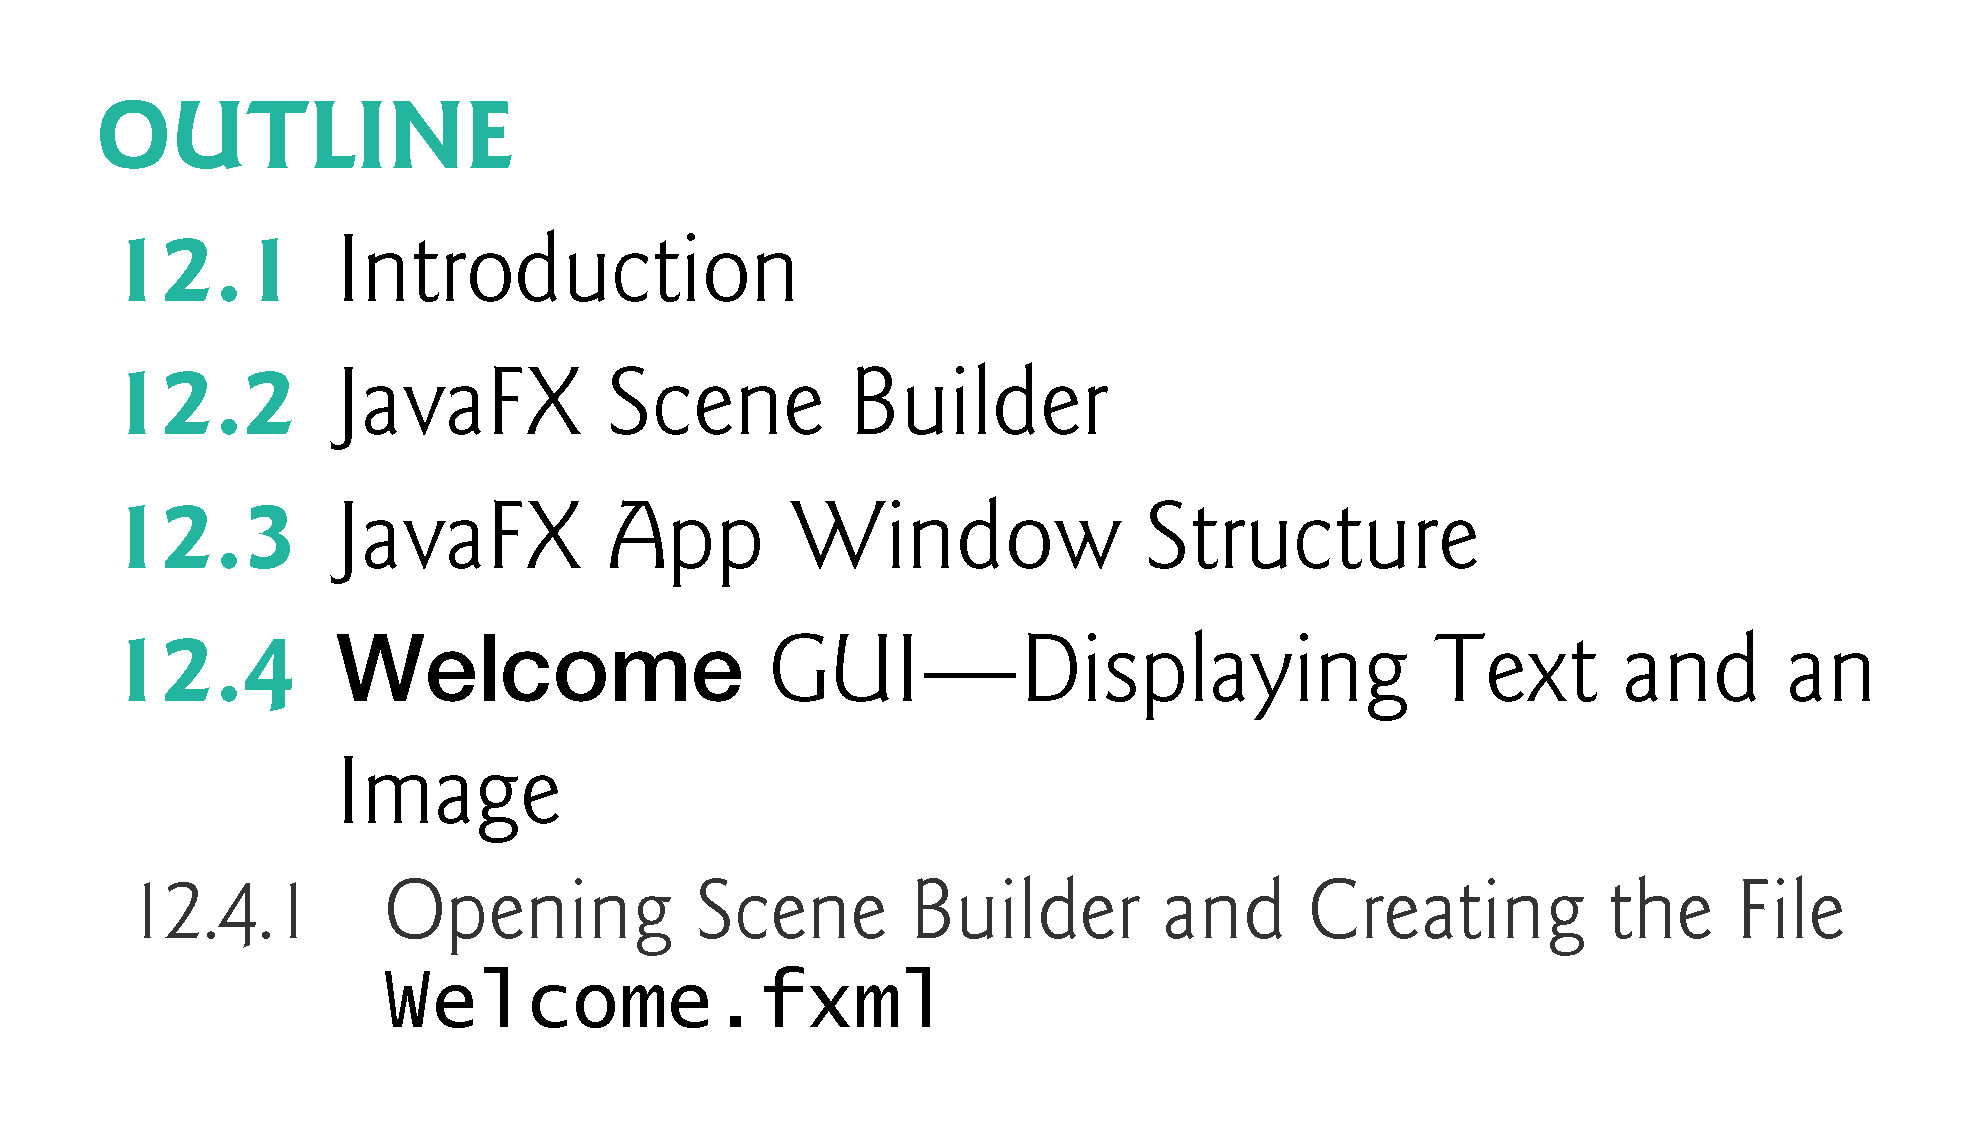 OUTLINE
12.1 Introduction
12.2 JavaFX Scene Builder
12.3 JavaFX App Window Structure
12.4 Welcome GUI—Displaying Text and an
Image
12.4.1 Opening Scene Builder and Creating the File
Welcome.fxml